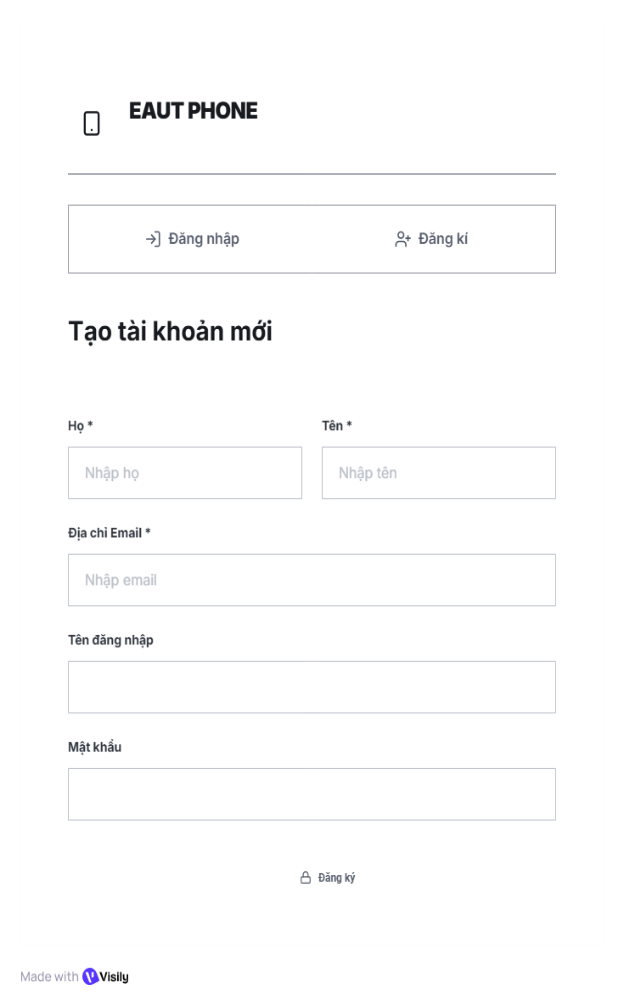 EAUT PHONE
Đăng nhập Đăng kí
Tạo tài khoản mới
Họ * Tên *
Nhập họ Nhập tên
Địa chỉ Email *
Nhập email
Tên đăng nhập
Mật khẩu
Đăng ký
Made with Visily